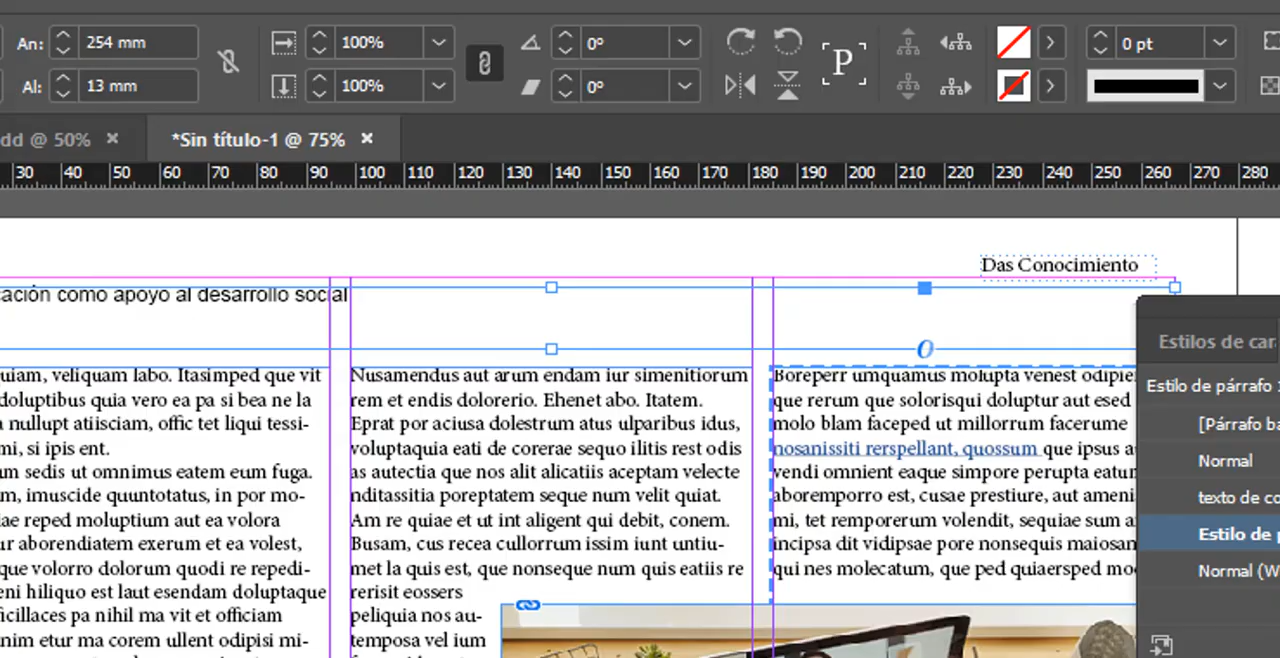 An: 254 mm 100% 0° 0 pt
Al: 13 mm 100% 0° P
dd @ 50% × *Sin título-1 @ 75% ×
30 40 50 60 70 80 90 100 110 120 130 140 150 160 170 180 190 200 210 220 230 240 250 260 270 280
Das Conocimiento
cación como apoyo al desarrollo social
uiam, veliquam labo. Itasimped que vit
doluptibus quia vero ea pa si bea ne la
a nullupt atiisciam, offic tet liqui tessi-
mi, si ipis ent.
um sedis ut omnimus eatem eum fuga.
m, imuscide quuntotatus, in por mo-
iae reped moluptium aut ea volora
ur aborendiatem exerum et ea volest,
que volorro dolorum quodi re repedi-
eni hiliquo est laut esendam doluptaque
ficillaces pa nihil ma vit et officiam
nim etur ma corem ullent odipisi mi-
Nusamendus aut arum endam iur simenitiorum
rem et endis dolorerio. Ehenet abo. Itatem.
Eprat por aciusa dolestrum atus ulparibus idus,
voluptaquia eati de corerae sequo ilitis rest odis
as autectia que nos alit alicatiis aceptam velecte
nditassitia poreptatem seque num velit quiat.
Am re quiae et ut int aligent qui debit, conem.
Busam, cus recea cullorrum issim iunt untiu-
met la quis est, que nonseque num quis eatiis re
rerisit eossers
peliquia nos au-
temposa vel ium
Boreperr umquamus molupta venest odipie
que rerum que solorisqui doluptur aut esed
molo blam faceped ut millorrum facerume
nosanissiti rerspellant, quossum que ipsus a
vendi omnient eaque simpore perupta eatur
aboremporro est, cusae prestiure, aut ameni
mi, tet remporerum volendit, sequiae sum a
incipsa dit vidipsae pore nonsequis maiosan
qui nes molecatum, que ped quiaersped mo
Estilos de car
Estilo de párrafo
[Párrafo ba
Normal
texto de co
Estilo de p
Normal (W